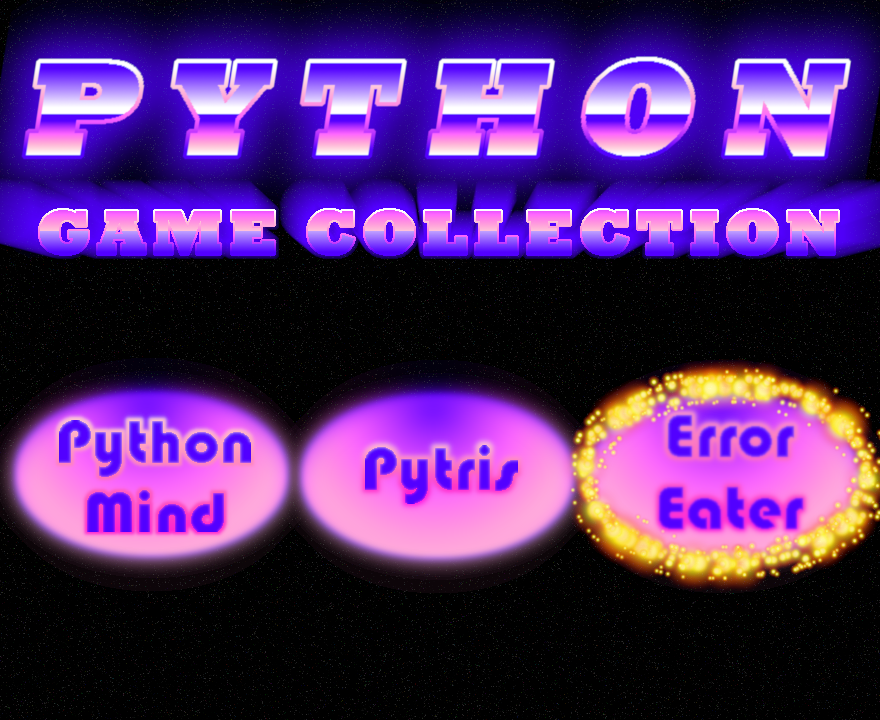 PYTHON
GAME COLLECTION
Python
Mind
Pytris
Error
Eater